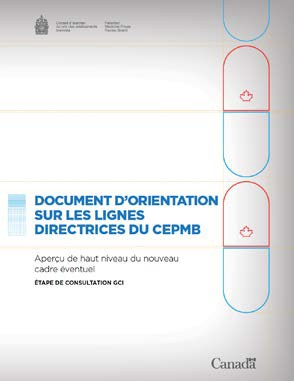 Conseil d'examen
du prix des médicaments
brevetés
Patented
Medicine Prices
Review Board
DOCUMENT D'ORIENTATION
SUR LES LIGNES
DIRECTRICES DU CEPMB
Aperçu de haut niveau du nouveau
cadre éventuel
ÉTAPE DE CONSULTATION GCI
Canada